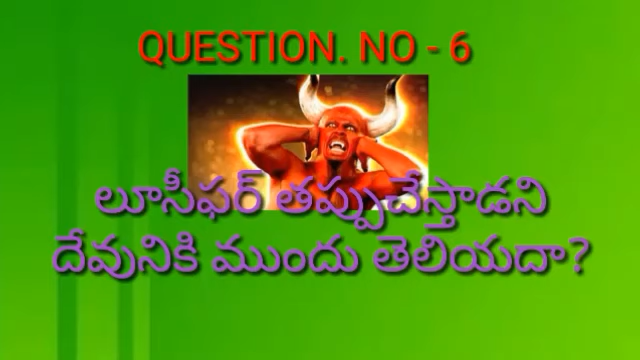 QUESTION. NO - 6
లూసీఫర్ తప్పుచేస్తాడని
దేవునికి ముందు తెలియదా?